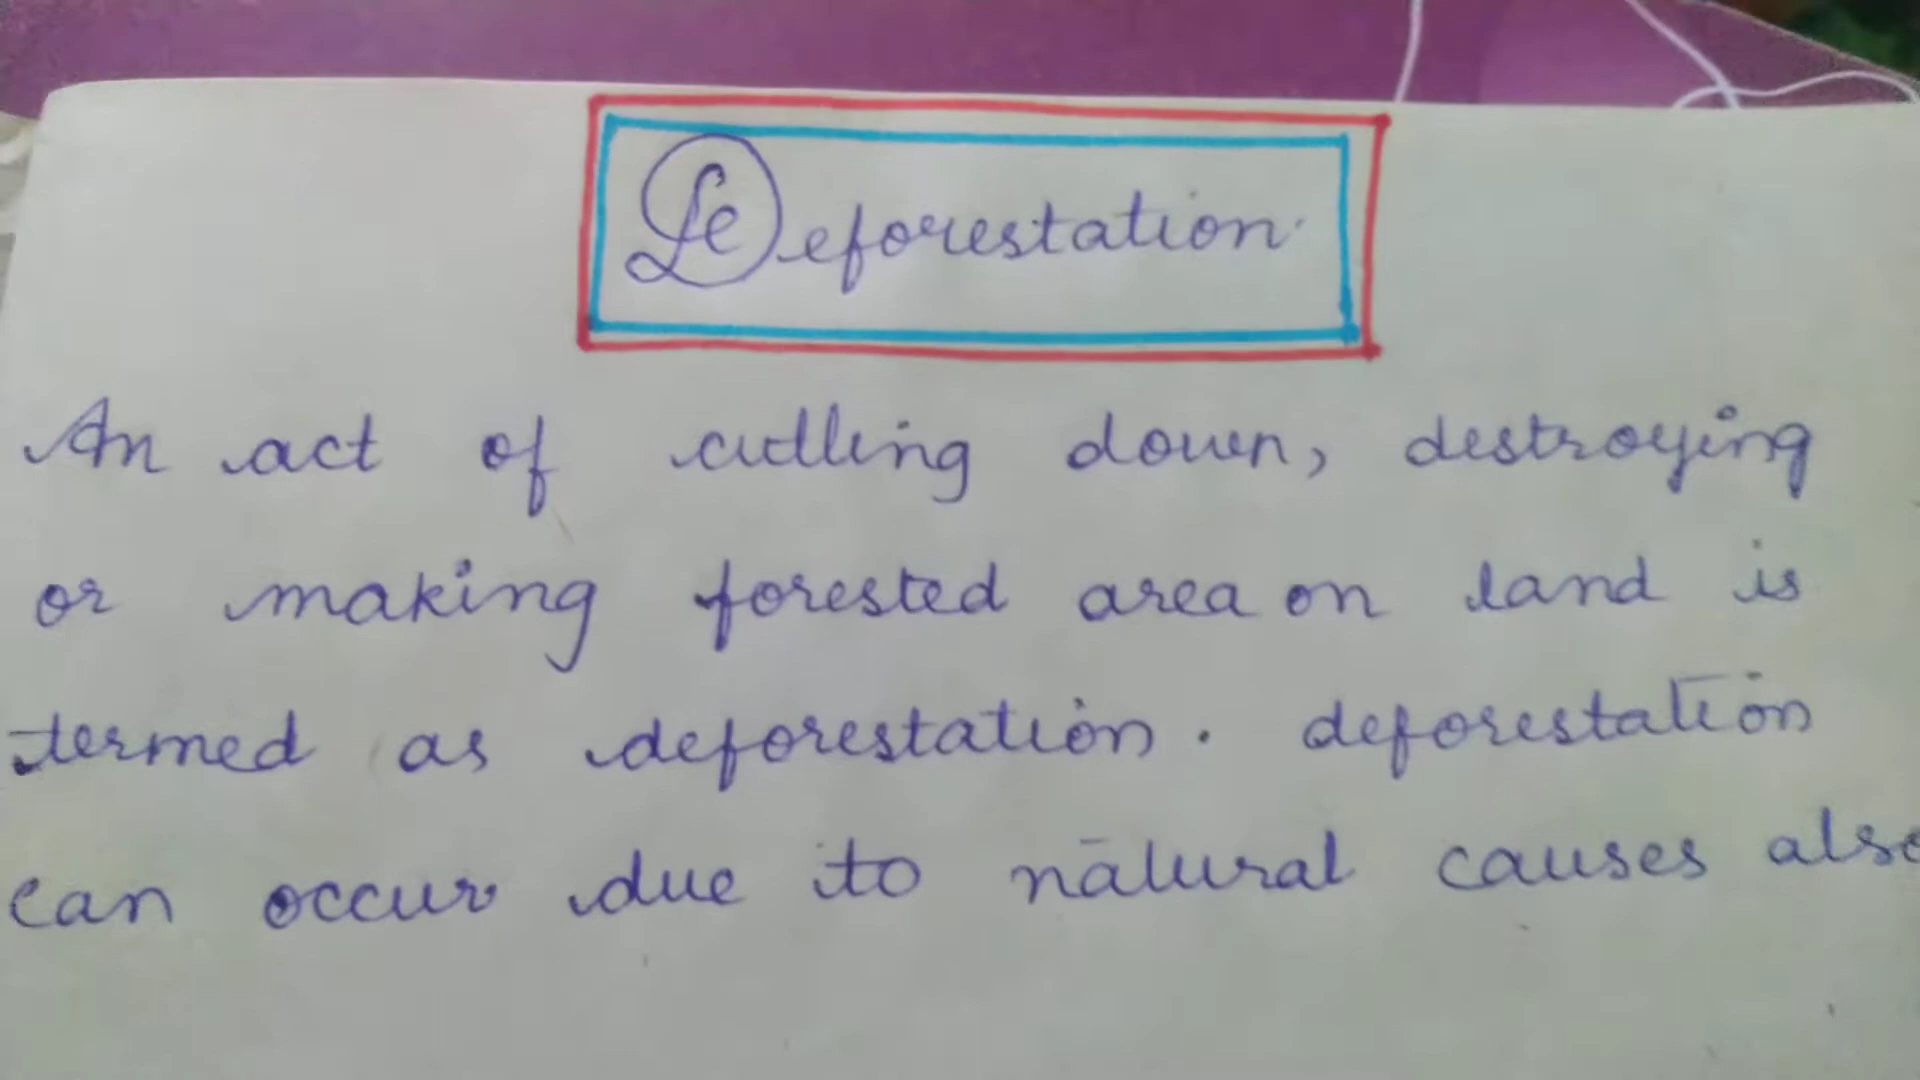 Deforestation.
An act of cutting down, destroying
or making forested area on land is
termed as deforestation. deforestation
can occur due to natural causes also